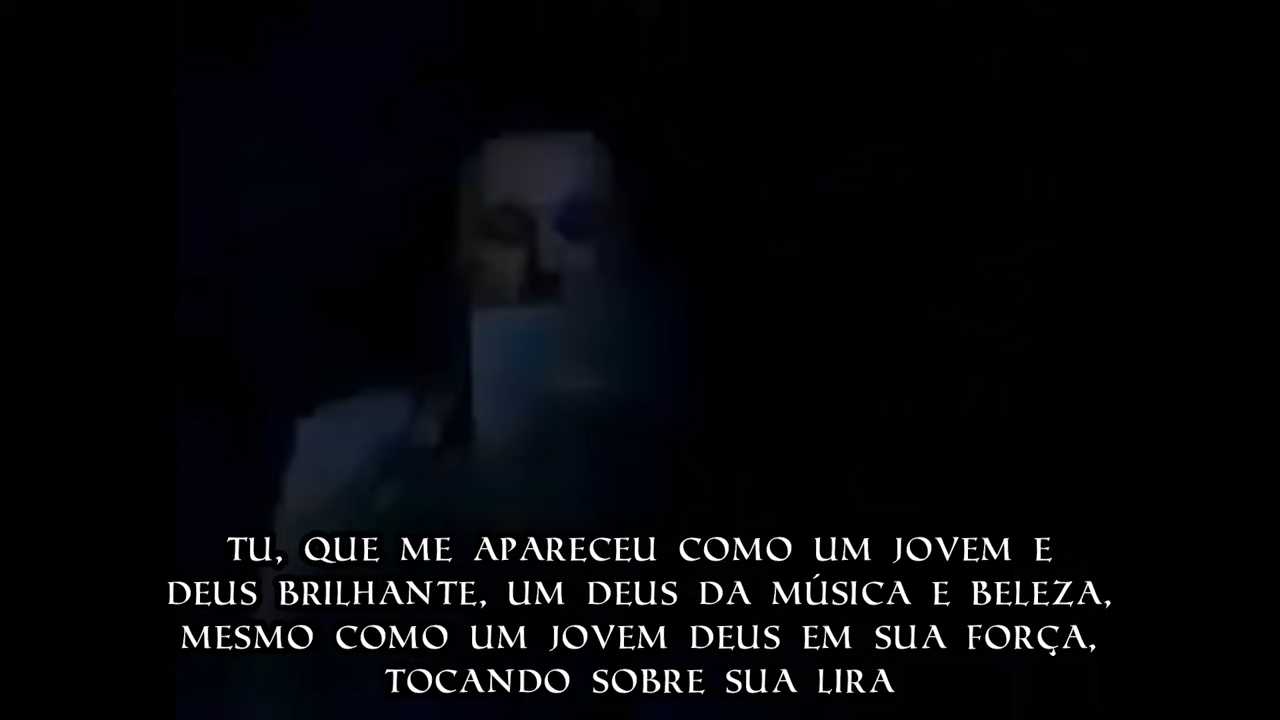 TU, QUE ME APARECEU COMO UM JOVEM E
DEUS BRILHANTE, UM DEUS DA MÚSICA E BELEZA,
MESMO COMO UM JOVEM DEUS EM SUA FORÇA,
TOCANDO SOBRE SUA LIRA